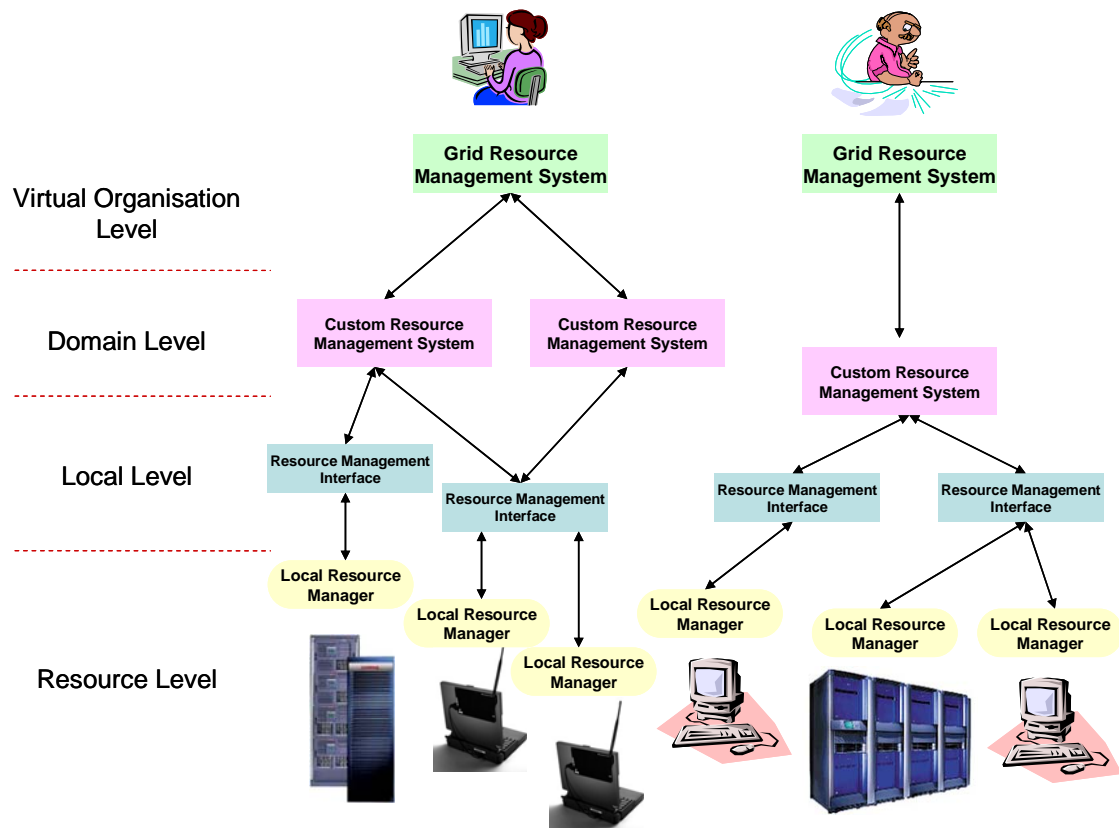 Grid Resource
Management System
Grid Resource
Management System
Virtual Organisation
Level
Custom Resource
Management System
Custom Resource
Management System
Domain Level
Custom Resource
Management System
Resource Management
Interface
Local Level
Resource Management
Interface
Resource Management
Interface
Resource Management
Interface
Local Resource
Manager
Local Resource
Manager
Local Resource
Manager
Local Resource
Manager
Local Resource
Manager
Local Resource
Manager
Resource Level